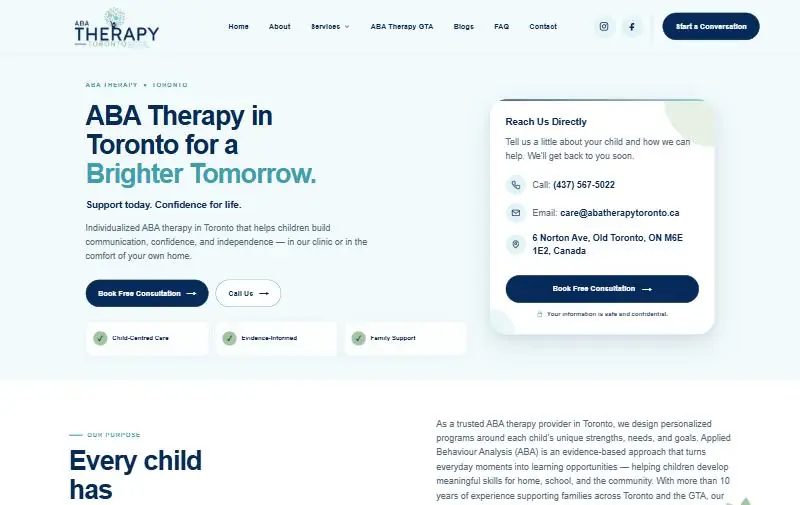 ABA
THERAPY
TORONTO
Home
About
Services
ABA Therapy GTA
Blogs
FAQ
Contact
Start a Conversation
ABA THERAPY • TORONTO
ABA Therapy in
Toronto for a
Brighter Tomorrow.
Support today. Confidence for life.
Individualized ABA therapy in Toronto that helps children build
communication, confidence, and independence — in our clinic or in the
comfort of your own home.
Book Free Consultation →
Call Us →
Child-Centred Care
Evidence-Informed
Family Support
Reach Us Directly
Tell us a little about your child and how we can
help. We'll get back to you soon.
Call: (437) 567-5022
Email: care@abatherapytoronto.ca
6 Norton Ave, Old Toronto, ON M6E
1E2, Canada
Book Free Consultation →
Your information is safe and confidential.
OUR PURPOSE
Every child
has
As a trusted ABA therapy provider in Toronto, we design personalized
programs around each child's unique strengths, needs, and goals. Applied
Behaviour Analysis (ABA) is an evidence-based approach that turns
everyday moments into learning opportunities — helping children develop
meaningful skills for home, school, and the community. With more than 10
years of experience supporting families across Toronto and the GTA, our